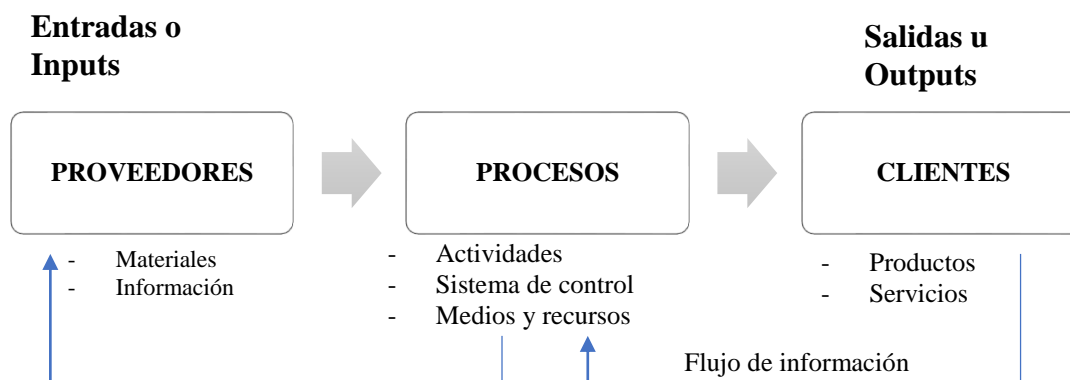 Entradas o
Inputs
Salidas u
Outputs
PROVEEDORES
PROCESOS
CLIENTES
- Materiales
- Información
- Actividades
- Sistema de control
- Medios y recursos
- Productos
- Servicios
Flujo de información